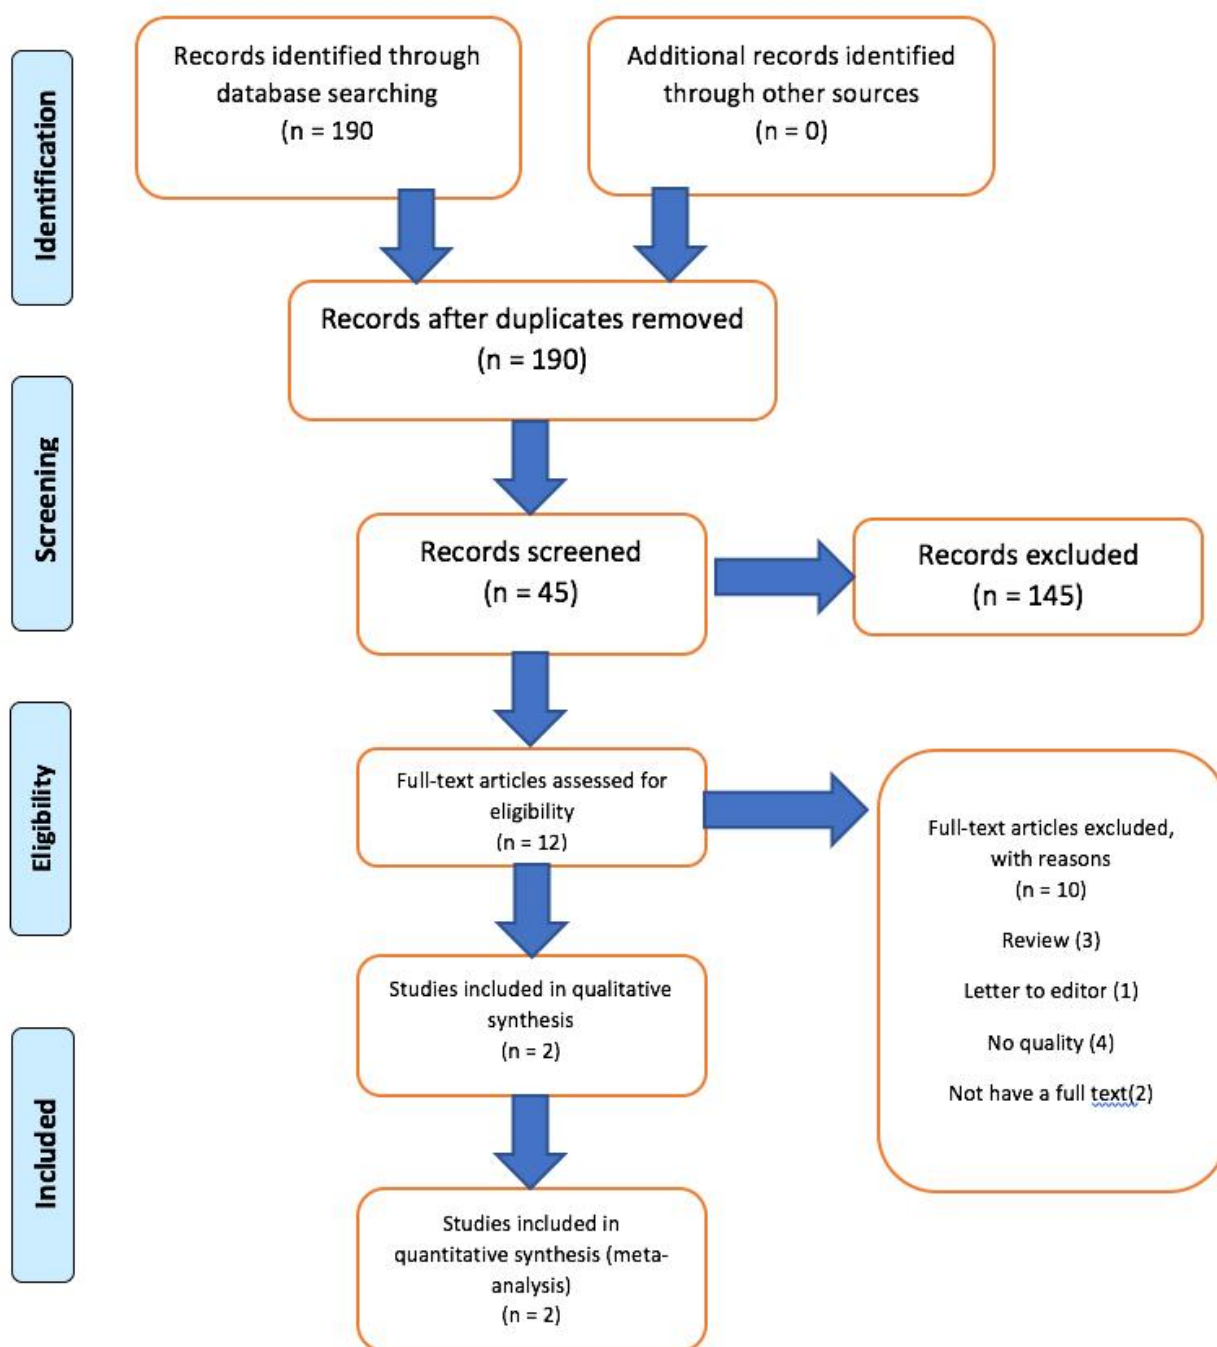 Identification
Records identified through
database searching
(n = 190
Additional records identified
through other sources
(n = 0)
Records after duplicates removed
(n = 190)
Screening
Records screened
(n = 45)
Records excluded
(n = 145)
Eligibility
Full-text articles assessed for
eligibility
(n = 12)
Full-text articles excluded,
with reasons
(n = 10)
Review (3)
Letter to editor (1)
No quality (4)
Not have a full text(2)
Included
Studies included in qualitative
synthesis
(n = 2)
Studies included in
quantitative synthesis (meta-
analysis)
(n = 2)